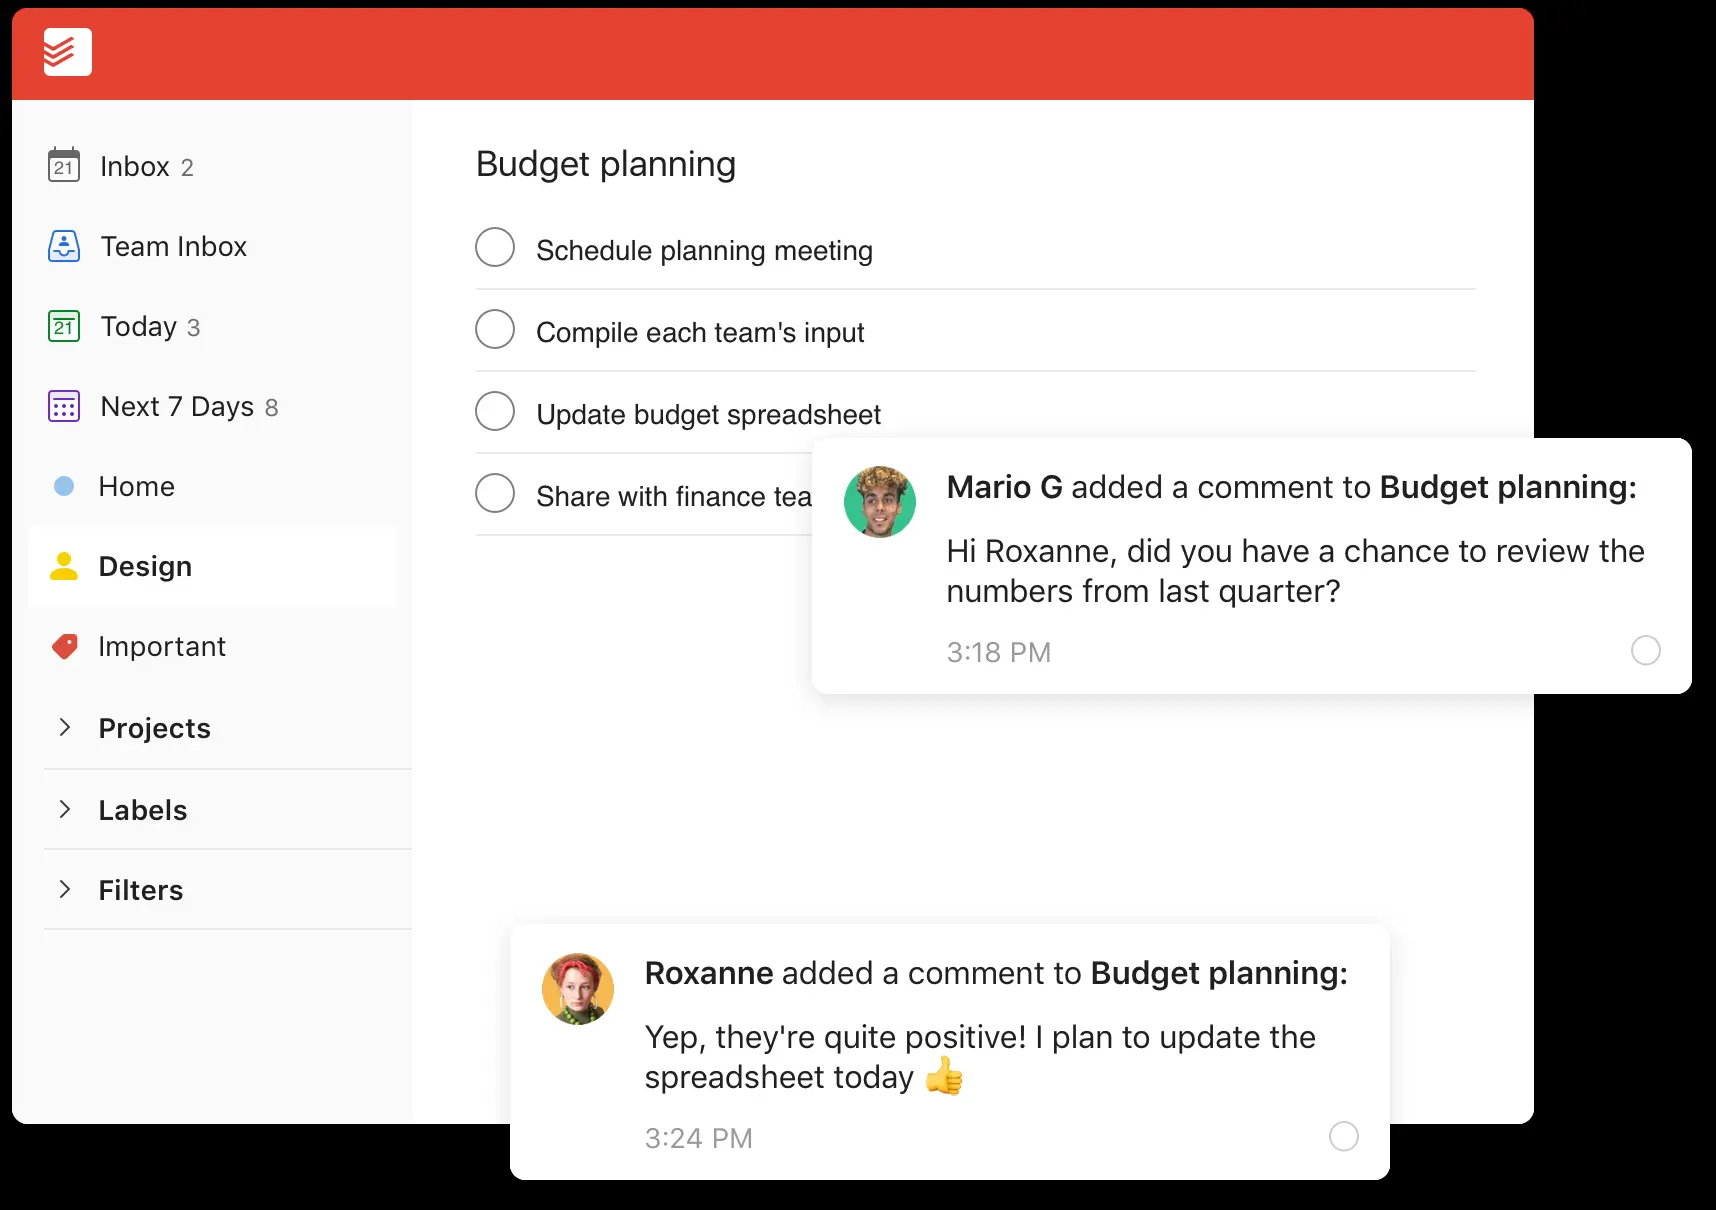 21 Inbox 2
Team Inbox
21 Today 3
Next 7 Days 8
Home
Design
Important
Projects
Labels
Filters
Budget planning
Schedule planning meeting
Compile each team's input
Update budget spreadsheet
Share with finance
Mario G added a comment to Budget planning:
Hi Roxanne, did you have a chance to review the
numbers from last quarter?
3:18 PM
Roxanne added a comment to Budget planning:
Yep, they're quite positive! I plan to update the
spreadsheet today 👍
3:24 PM